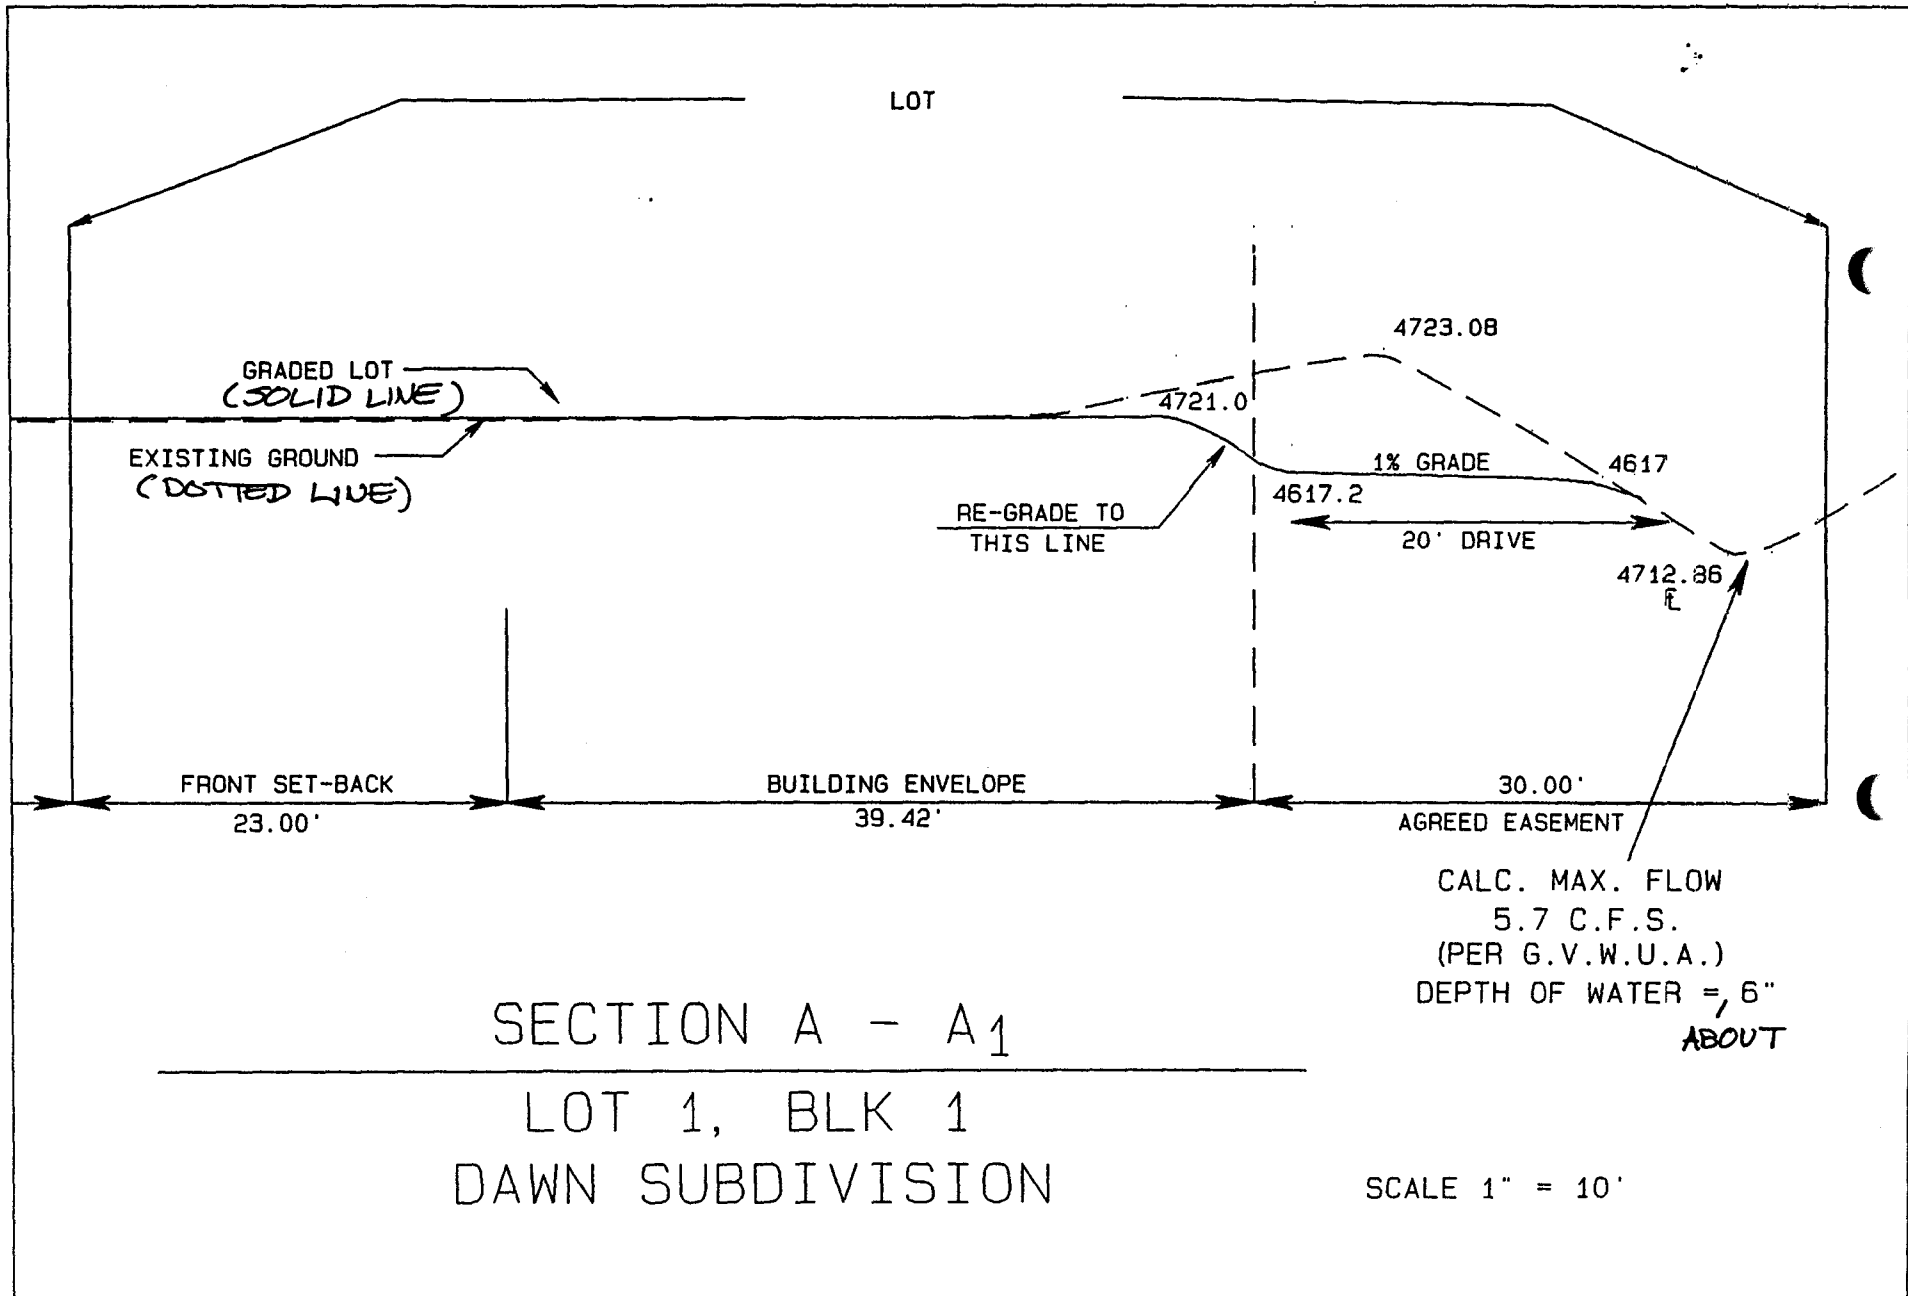 LOT
4723.08
GRADED LOT
(SOLID LINE)
4721.0
EXISTING GROUND
(DOTTED LINE)
1% GRADE
4617
4617.2
RE-GRADE TO
THIS LINE
20' DRIVE
4712.86
FL
FRONT SET-BACK
23.00'
BUILDING ENVELOPE
39.42'
30.00'
AGREED EASEMENT
CALC. MAX. FLOW
5.7 C.F.S.
(PER G.V.W.U.A.)
DEPTH OF WATER =, 6"
ABOUT
SECTION A - A1
LOT 1, BLK 1
DAWN SUBDIVISION
SCALE 1" = 10'